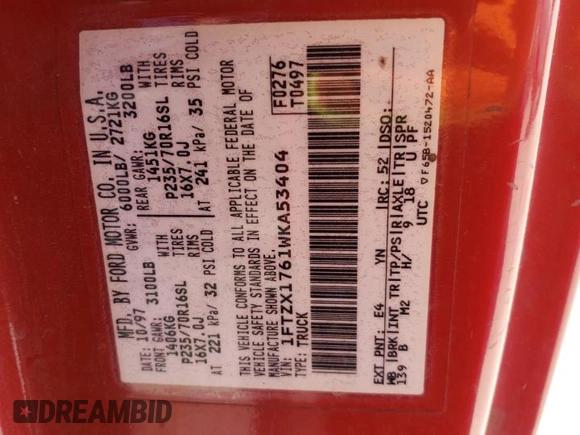 MFD. BY FORD MOTOR CO. IN U.S.A.
DATE: 10/97 GVWR: 6000LB/ 2721KG
FRONT GAWR: 3100LB REAR GAWR: 3200LB
1406KG WITH 1451KG WITH
P235/70R16SL TIRES P235/70R16SL TIRES
16X7.0J RIMS 16X7.0J RIMS
AT 221 kPa/ 32 PSI COLD AT 241 kPa/ 35 PSI COLD
THIS VEHICLE CONFORMS TO ALL APPLICABLE FEDERAL MOTOR
VEHICLE SAFETY STANDARDS IN EFFECT ON THE DATE OF
MANUFACTURE SHOWN ABOVE.
VIN: 1FTZX1761WKA53404
TYPE: TRUCK
F0276
T0497
EXT PNT: E4 YN RC: 52 DSO:
WB BRK INT TR TP/PS R AXLE TR SPR
139 B M2 H/ 9 18 U PF
UTC
F65B-1520472-AA
DREAMBID